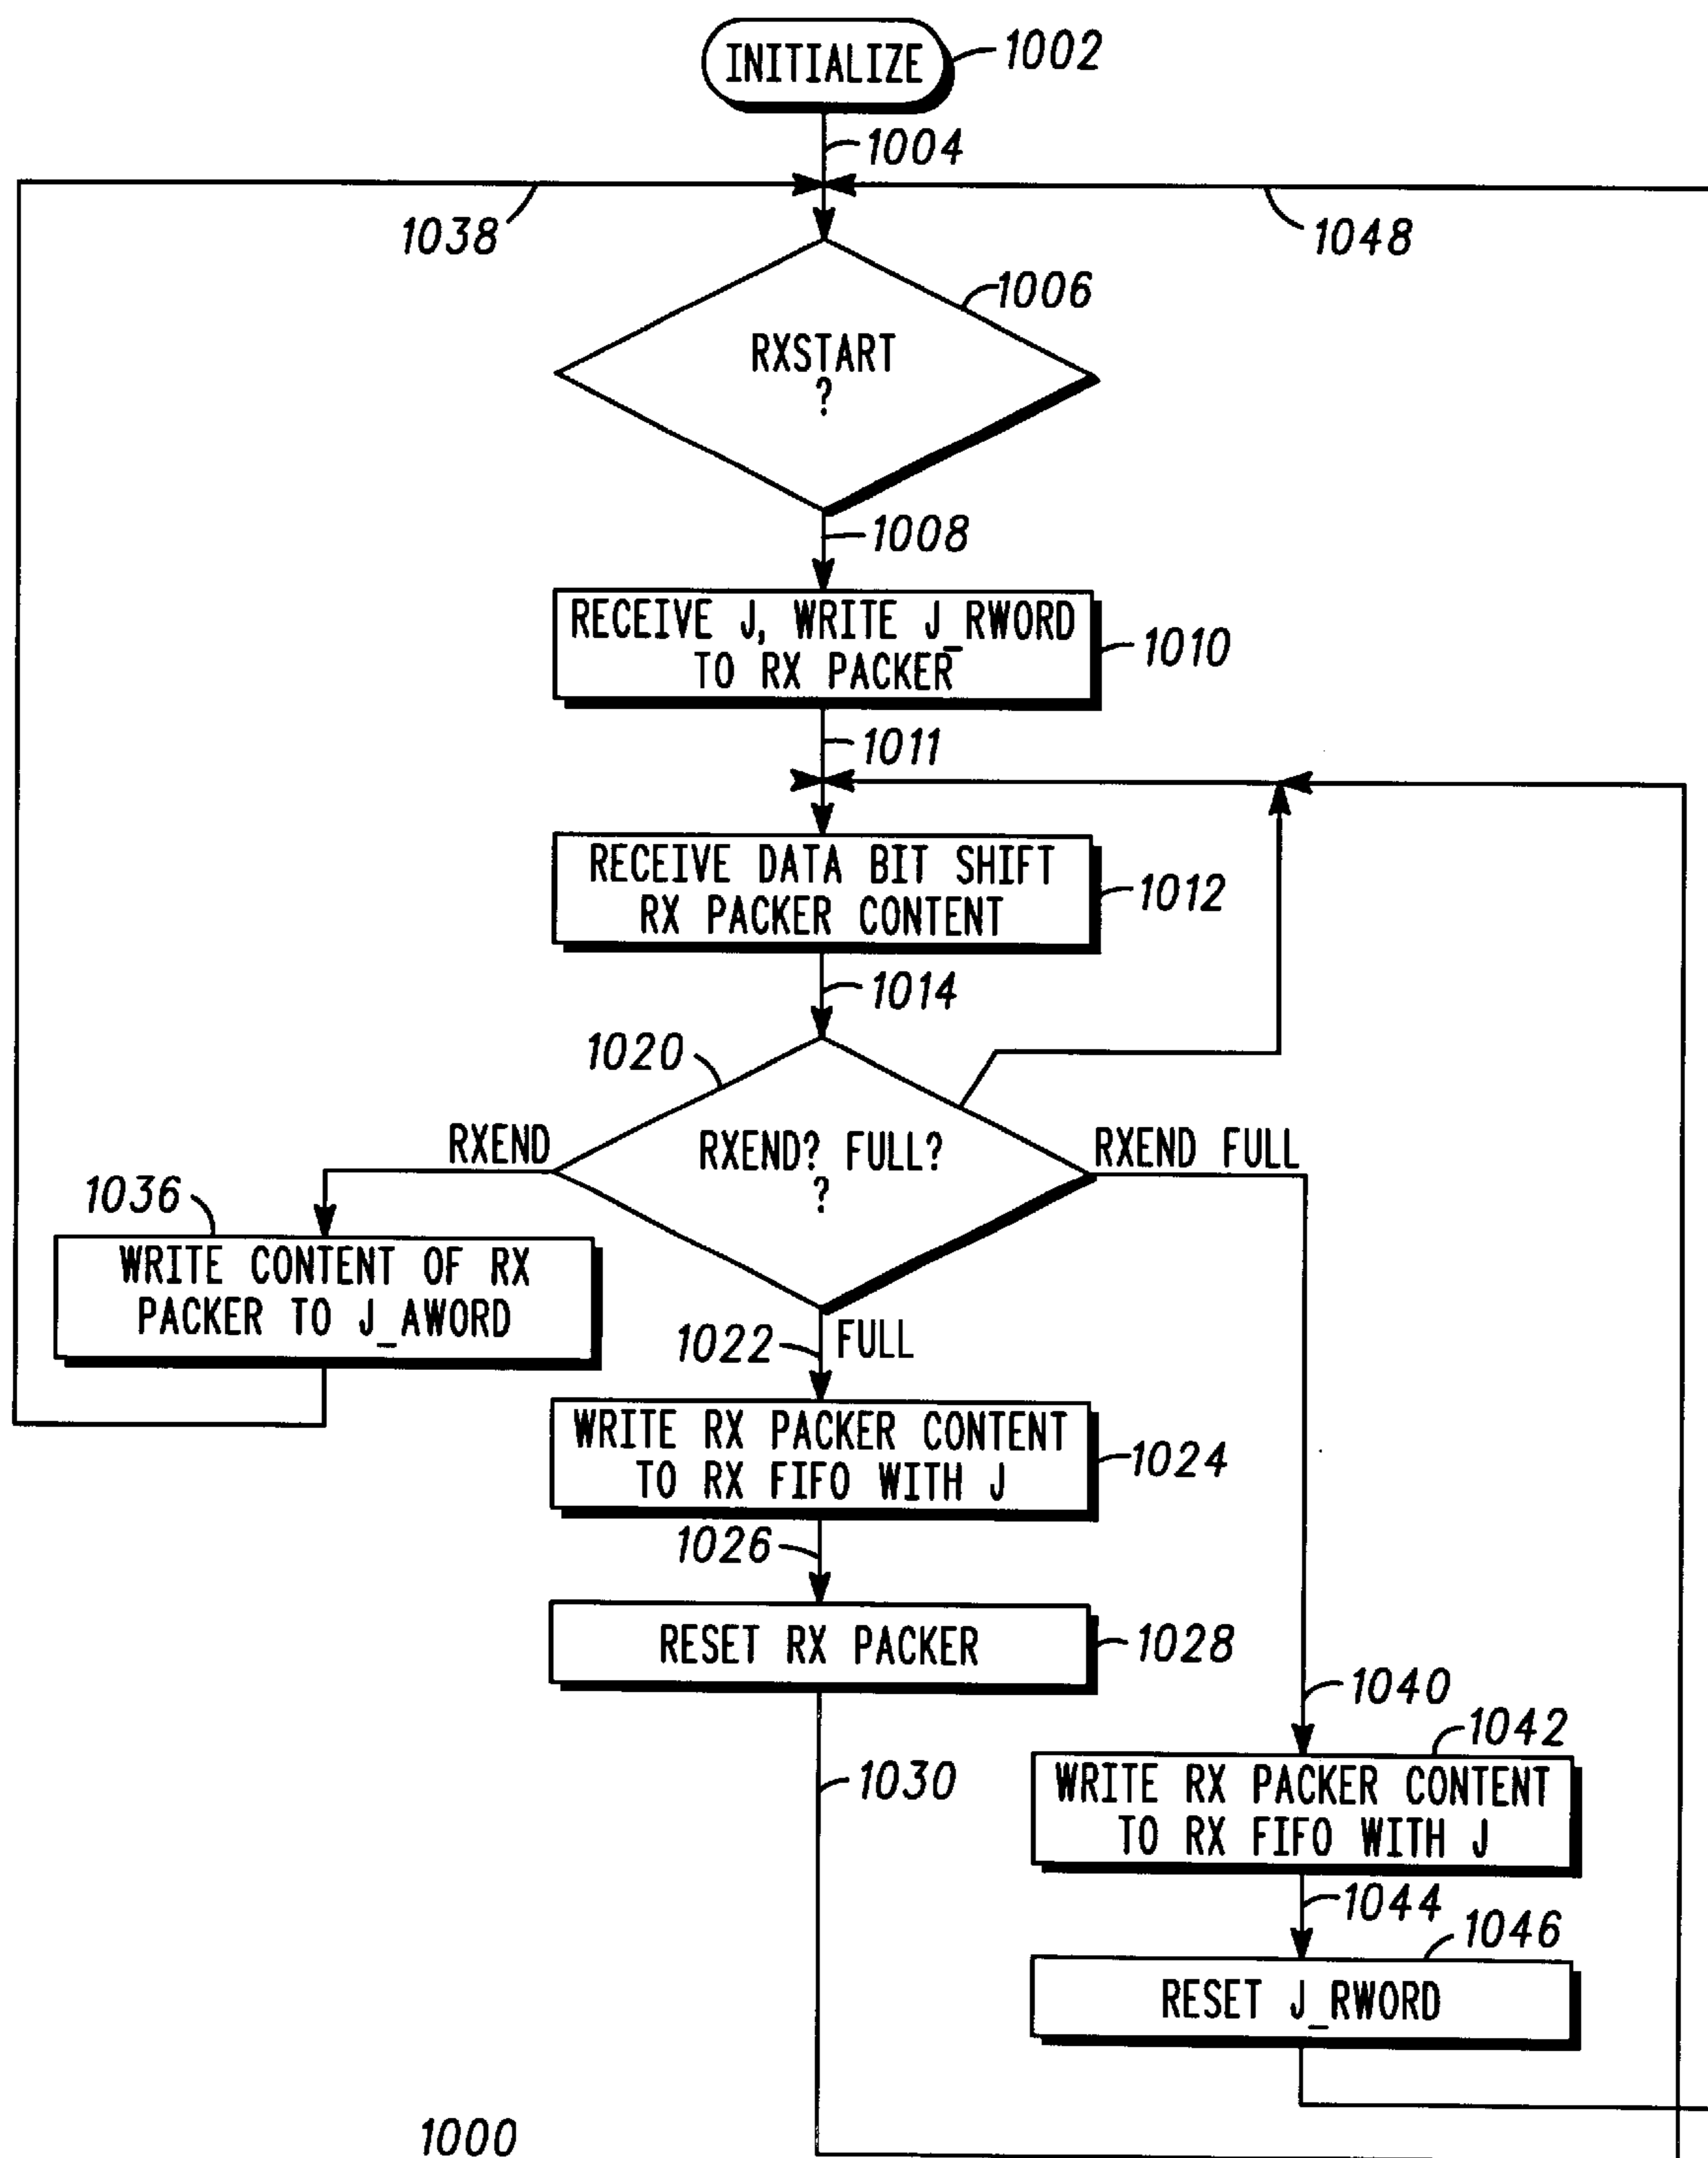 INITIALIZE
1002
1004
1038
1048
1006
RXSTART
?
1008
RECEIVE J, WRITE J_RWORD
TO RX PACKER
1010
1011
RECEIVE DATA BIT SHIFT
RX PACKER CONTENT
1012
1014
1020
RXEND
RXEND? FULL?
?
RXEND FULL
1036
WRITE CONTENT OF RX
PACKER TO J_AWORD
1022
FULL
WRITE RX PACKER CONTENT
TO RX FIFO WITH J
1024
1026
RESET RX PACKER
1028
1040
1030
1042
WRITE RX PACKER CONTENT
TO RX FIFO WITH J
1044
1046
RESET J_RWORD
1000